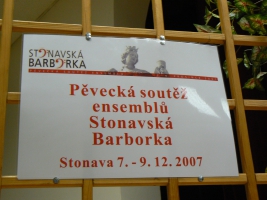 STONAVSKÁ
BARBORKA
Pěvecká soutěž
ensemblů
Stonavská
Barborka
Stonava 7. - 9. 12. 2007